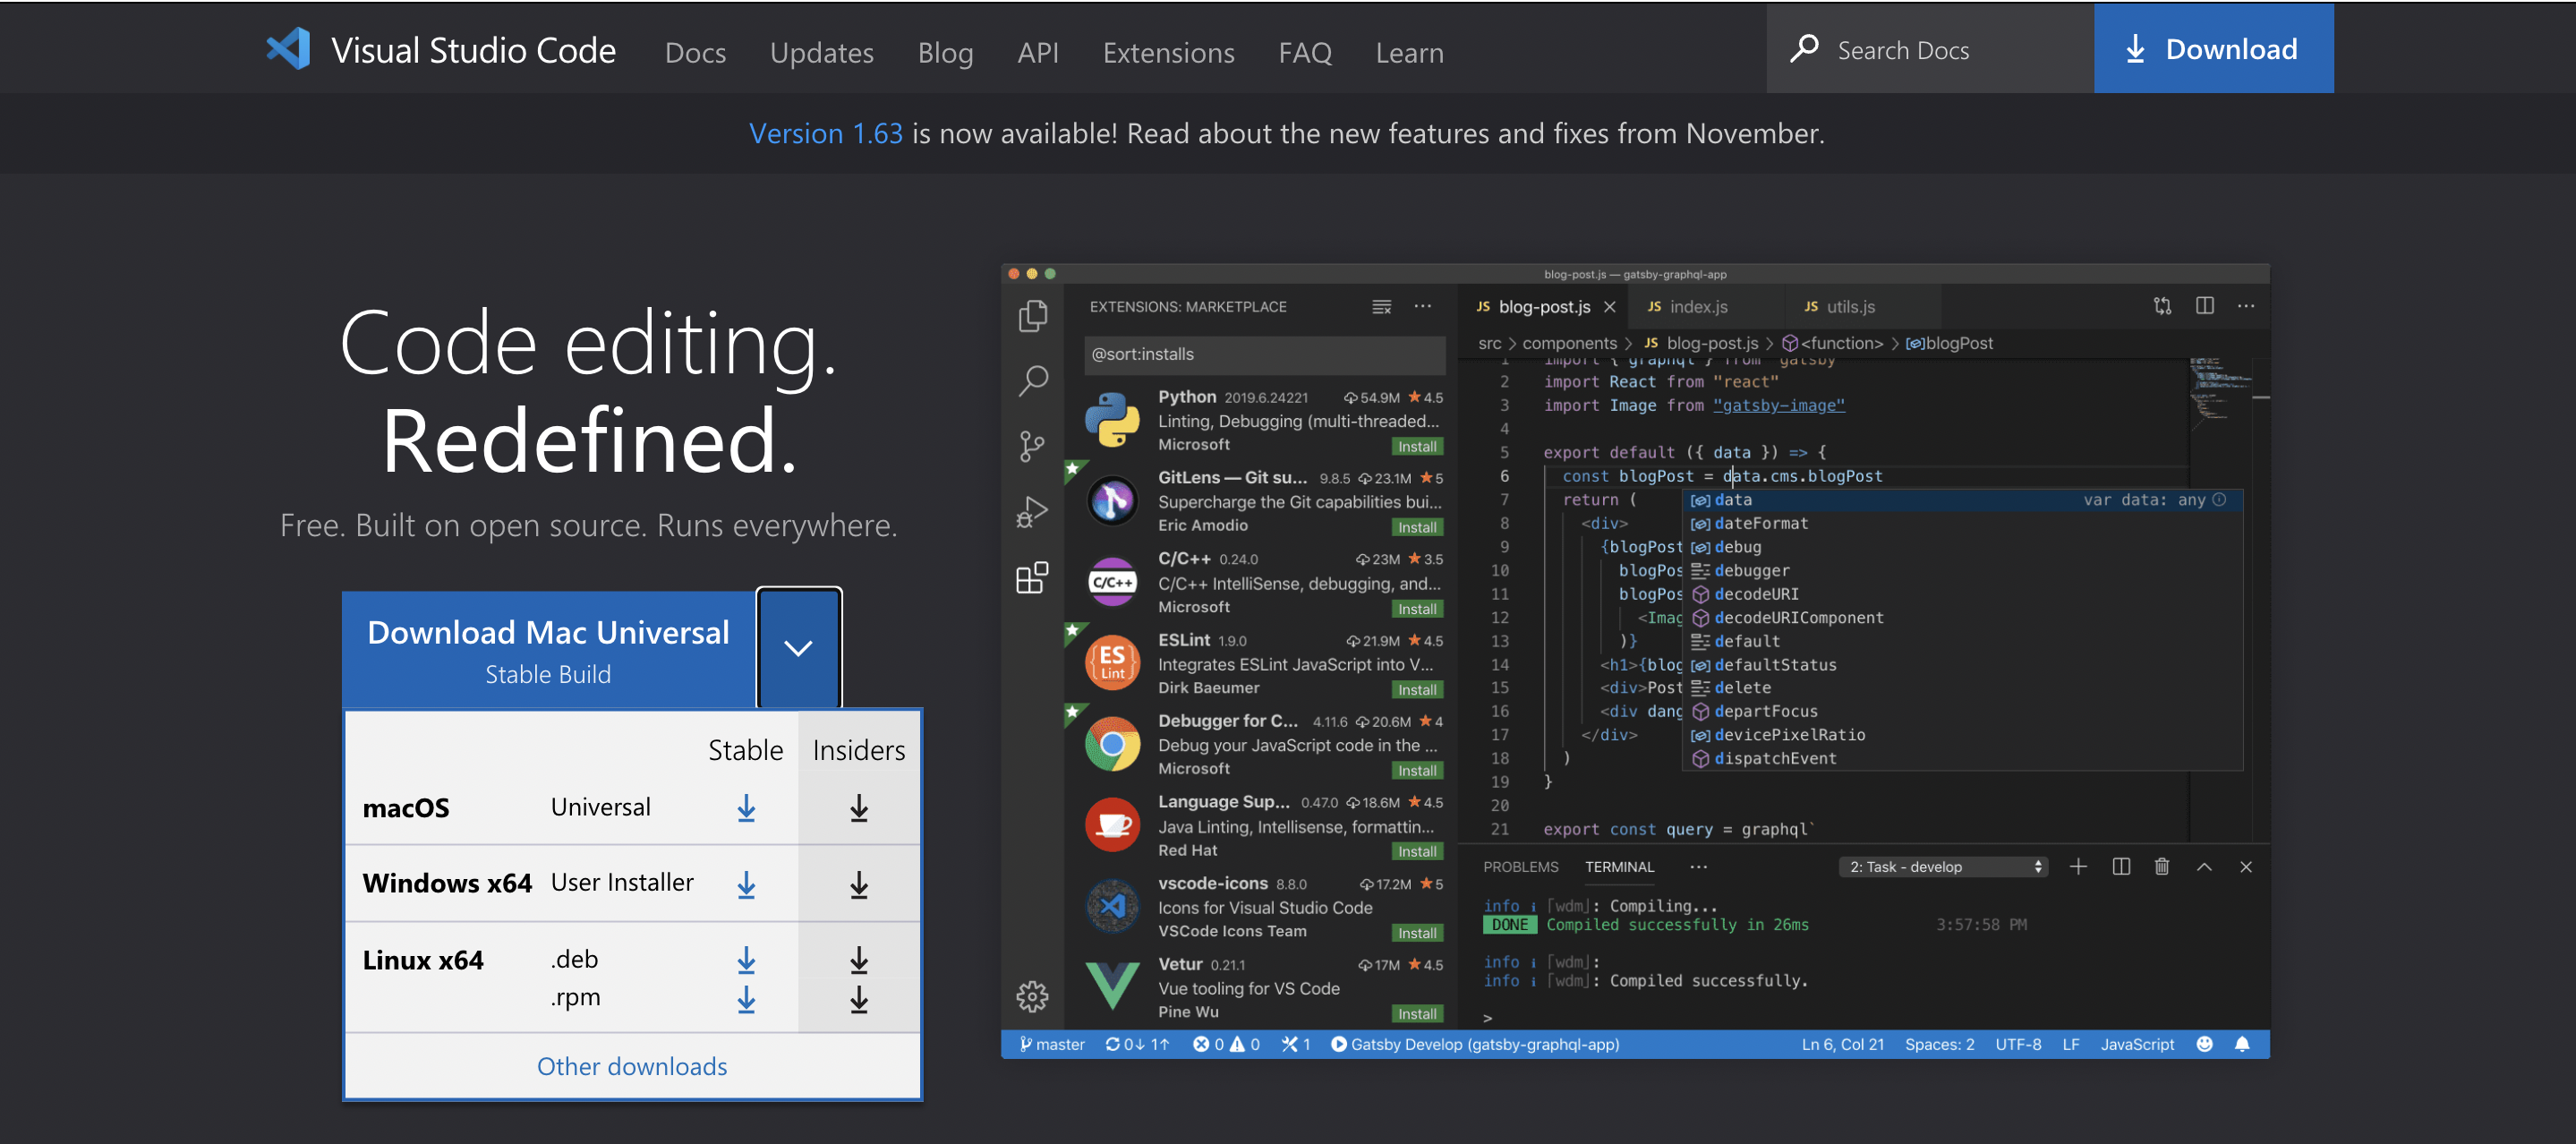 Visual Studio Code Docs Updates Blog API Extensions FAQ Learn Search Docs Download
Version 1.63 is now available! Read about the new features and fixes from November.
Code editing.
Redefined.
Free. Built on open source. Runs everywhere.
Download Mac Universal
Stable Build
Stable Insiders
macOS Universal
Windows x64 User Installer
Linux x64 .deb
.rpm
Other downloads
blog-post.js — gatsby-graphql-app
EXTENSIONS: MARKETPLACE
@sort:installs
Python 2019.6.24221 54.9M 4.5
Linting, Debugging (multi-threaded...
Microsoft Install
GitLens — Git su... 9.8.5 23.1M 5
Supercharge the Git capabilities bui...
Eric Amodio Install
C/C++
C/C++ 0.24.0 23M 3.5
C/C++ IntelliSense, debugging, and...
Microsoft Install
ES
Lint
ESLint 1.9.0 21.9M 4.5
Integrates ESLint JavaScript into V...
Dirk Baeumer Install
Debugger for C... 4.11.6 20.6M 4
Debug your JavaScript code in the ...
Microsoft Install
Language Sup... 0.47.0 18.6M 4.5
Java Linting, Intellisense, formattin...
Red Hat Install
vscode-icons 8.8.0 17.2M 5
Icons for Visual Studio Code
VSCode Icons Team Install
Vetur 0.21.1 17M 4.5
Vue tooling for VS Code
Pine Wu Install
JS blog-post.js JS index.js JS utils.js
src > components > JS blog-post.js > <function> > blogPost
1 import { graphql } from "gatsby"
2 import React from "react"
3 import Image from "gatsby-image"
4
5 export default ({ data }) => {
6 const blogPost = data.cms.blogPost
7 return (
8 <div>
9 {blogPost
10 blogPos
11 blogPos
12 <Imag
13 )}
14 <h1>{blog
15 <div>Post
16 <div dang
17 </div>
18 )
19 }
20
21 export const query = graphql`
data var data: any
dateFormat
debug
debugger
decodeURI
decodeURIComponent
default
defaultStatus
delete
departFocus
devicePixelRatio
dispatchEvent
PROBLEMS TERMINAL ... 2: Task - develop
info i ｢wdm｣: Compiling...
DONE Compiled successfully in 26ms 3:57:58 PM
info i ｢wdm｣:
info i ｢wdm｣: Compiled successfully.
>
master 0↓ 1↑ 0 0 1 Gatsby Develop (gatsby-graphql-app) Ln 6, Col 21 Spaces: 2 UTF-8 LF JavaScript